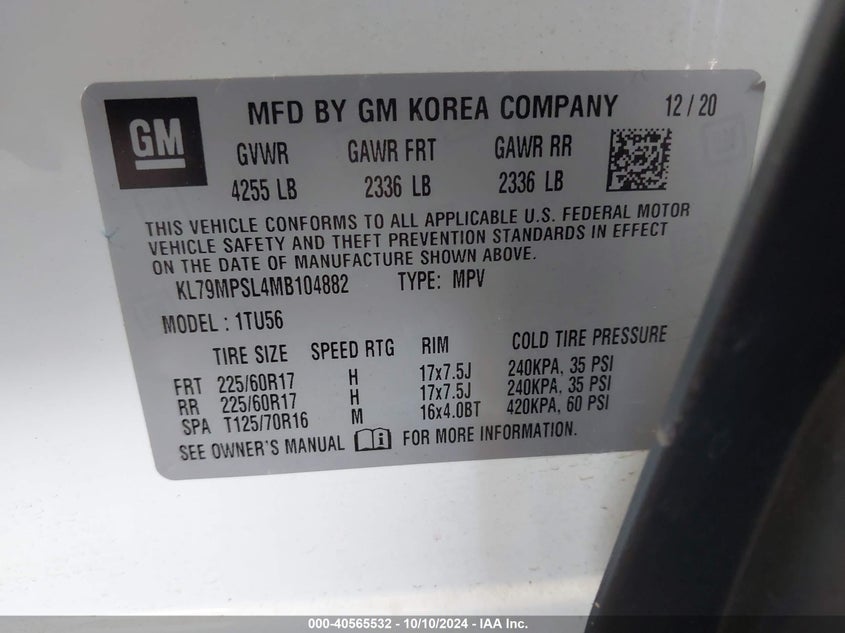 GM
MFD BY GM KOREA COMPANY 12 / 20
GVWR GAWR FRT GAWR RR
4255 LB 2336 LB 2336 LB
THIS VEHICLE CONFORMS TO ALL APPLICABLE U.S. FEDERAL MOTOR
VEHICLE SAFETY AND THEFT PREVENTION STANDARDS IN EFFECT
ON THE DATE OF MANUFACTURE SHOWN ABOVE.
KL79MPSL4MB104882 TYPE: MPV
MODEL : 1TU56
TIRE SIZE SPEED RTG RIM COLD TIRE PRESSURE
FRT 225/60R17 H 17x7.5J 240KPA, 35 PSI
RR 225/60R17 H 17x7.5J 240KPA, 35 PSI
SPA T125/70R16 M 16x4.0BT 420KPA, 60 PSI
SEE OWNER'S MANUAL FOR MORE INFORMATION.
000-40565532 - 10/10/2024 - IAA Inc.